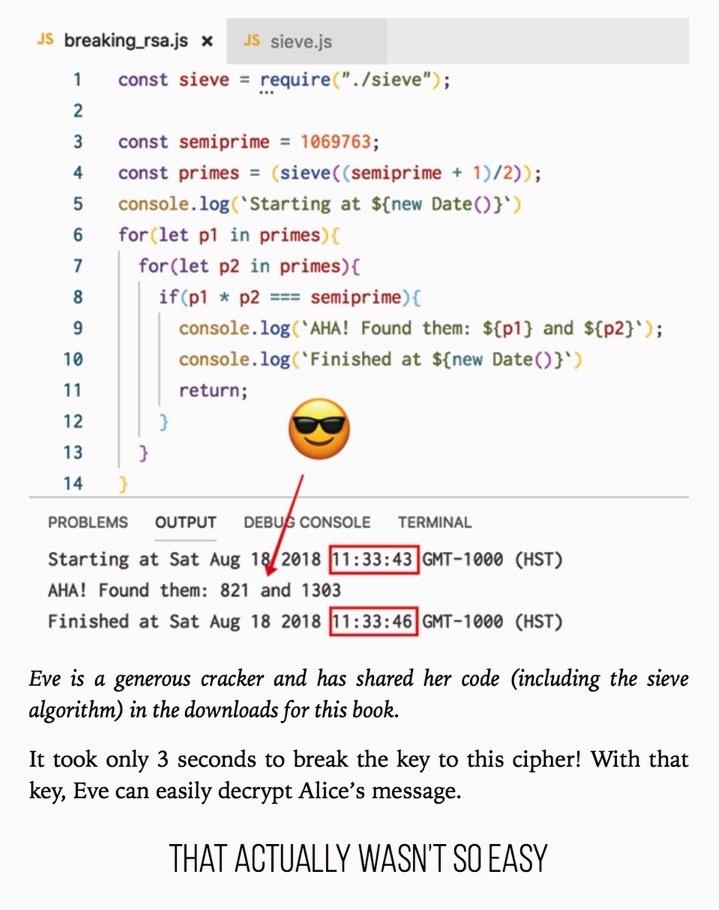 JS breaking_rsa.js × JS sieve.js
1 const sieve = require("./sieve");
2
3 const semiprime = 1069763;
4 const primes = (sieve((semiprime + 1)/2));
5 console.log(`Starting at ${new Date()}`)
6 for(let p1 in primes){
7 for(let p2 in primes){
8 if(p1 * p2 === semiprime){
9 console.log(`AHA! Found them: ${p1} and ${p2}`);
10 console.log(`Finished at ${new Date()}`)
11 return;
12 }
13 }
14 }
PROBLEMS OUTPUT DEBUG CONSOLE TERMINAL
Starting at Sat Aug 18 2018 11:33:43 GMT-1000 (HST)
AHA! Found them: 821 and 1303
Finished at Sat Aug 18 2018 11:33:46 GMT-1000 (HST)
Eve is a generous cracker and has shared her code (including the sieve
algorithm) in the downloads for this book.
It took only 3 seconds to break the key to this cipher! With that
key, Eve can easily decrypt Alice’s message.
THAT ACTUALLY WASN’T SO EASY